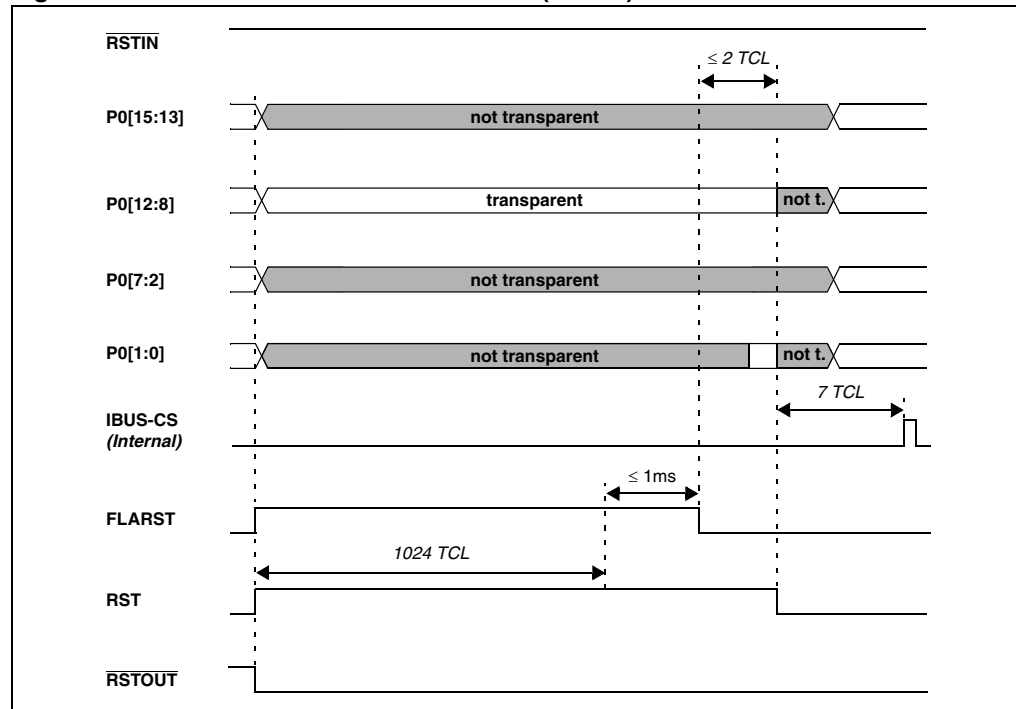 RSTIN
≤ 2 TCL
P0[15:13] not transparent
P0[12:8] transparent not t.
P0[7:2] not transparent
P0[1:0] not transparent not t.
7 TCL
IBUS-CS
(Internal)
≤ 1ms
FLARST
1024 TCL
RST
RSTOUT